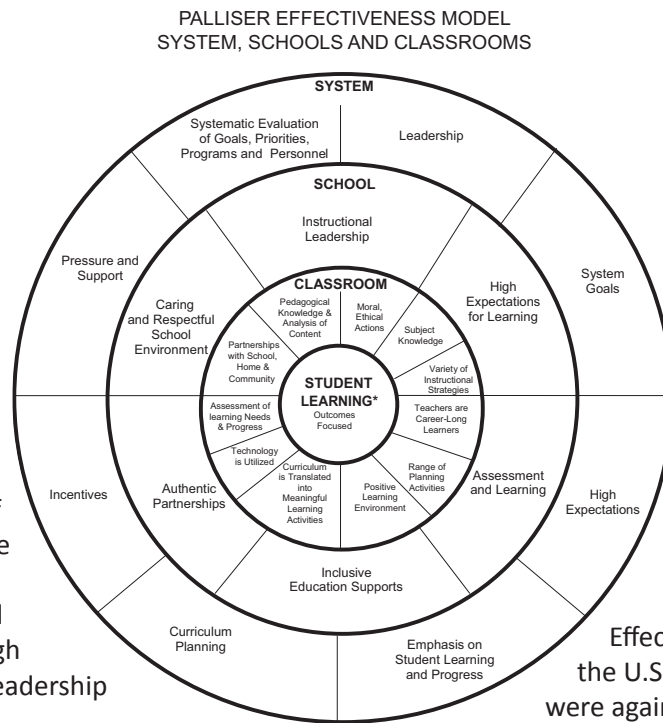 PALLISER EFFECTIVENESS MODEL
SYSTEM, SCHOOLS AND CLASSROOMS
SYSTEM
Systematic Evaluation
of Goals, Priorities,
Programs and Personnel
Leadership
System
Goals
High
Expectations
Emphasis on
Student Learning
and Progress
Curriculum
Planning
Incentives
Pressure and
Support
SCHOOL
Instructional
Leadership
High
Expectations
for Learning
Assessment
and Learning
Inclusive
Education Supports
Authentic
Partnerships
Caring
and Respectful
School
Environment
CLASSROOM
Pedagogical
Knowledge &
Analysis of
Content
Moral,
Ethical
Actions
Subject
Knowledge
Variety of
Instructional
Strategies
Teachers are
Career-Long
Learners
Range of
Planning
Activities
Positive
Learning
Environment
Curriculum
is Translated
into
Meaningful
Learning
Activities
Technology
is Utilized
Assessment of
learning Needs
& Progress
Partnerships
with School,
Home &
Community
STUDENT
LEARNING*
Outcomes
Focused
Effec
the U.S
were again
eadership